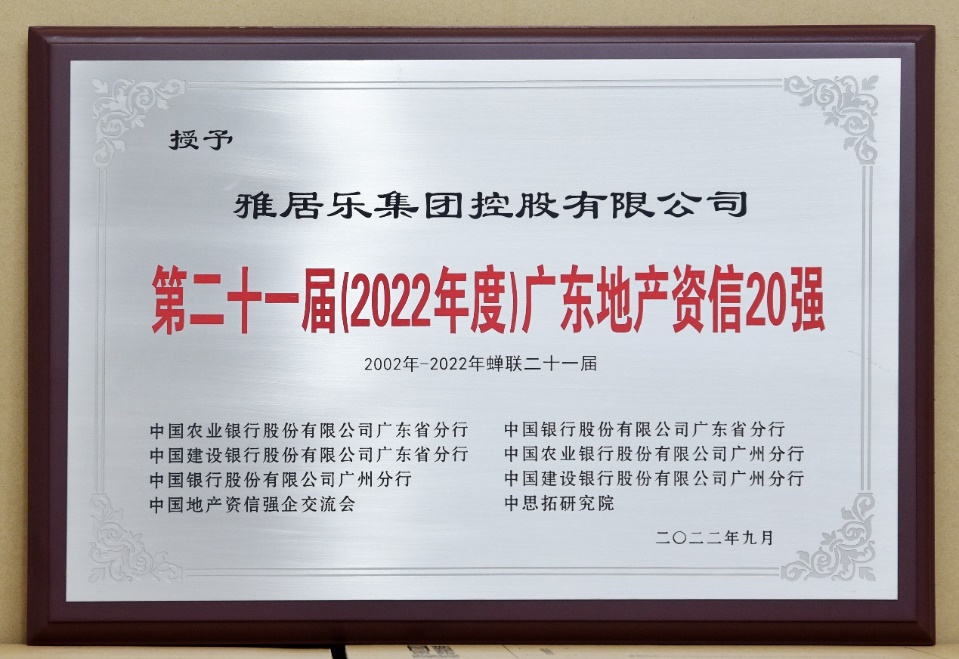 授予
雅居乐集团控股有限公司
第二十一届(2022年度)广东地产资信20强
2002年-2022年蝉联二十一届
中国农业银行股份有限公司广东省分行 中国银行股份有限公司广东省分行
中国建设银行股份有限公司广东省分行 中国农业银行股份有限公司广州分行
中国银行股份有限公司广州分行 中国建设银行股份有限公司广州分行
中国地产资信强企交流会 中思拓研究院
二〇二二年九月